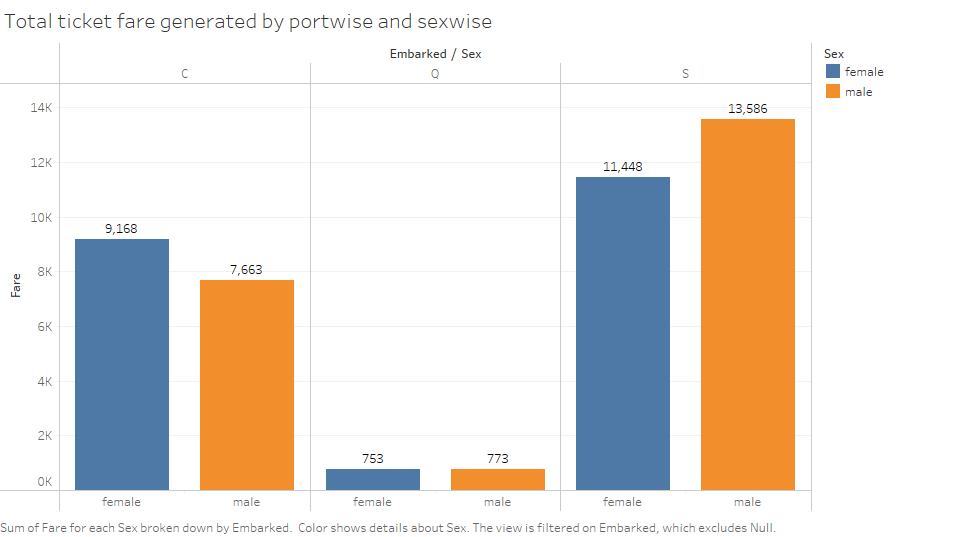 Total ticket fare generated by portwise and sexwise
Embarked / Sex
C Q S
Sex
female
male
Fare
14K
12K
10K
8K
6K
4K
2K
0K
9,168
7,663
753
773
11,448
13,586
female male female male female male
Sum of Fare for each Sex broken down by Embarked.  Color shows details about Sex. The view is filtered on Embarked, which excludes Null.